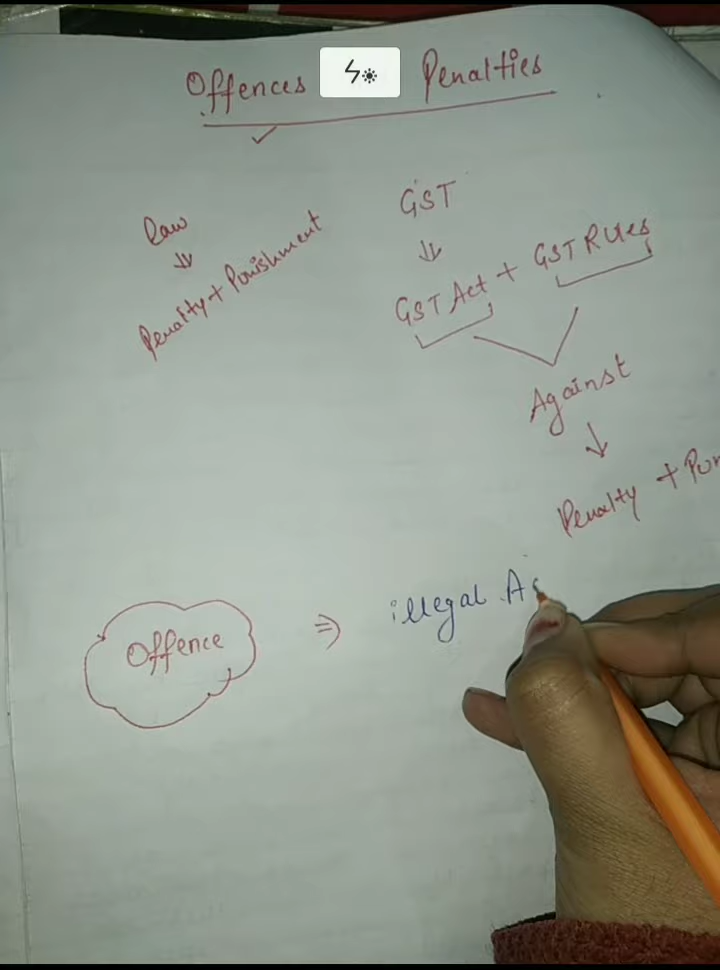 Offences Penalties
Law
Penalty + Punishment
GST
GST Act + GST Rules
Against
Penalty +
Offence ⇒ illegal